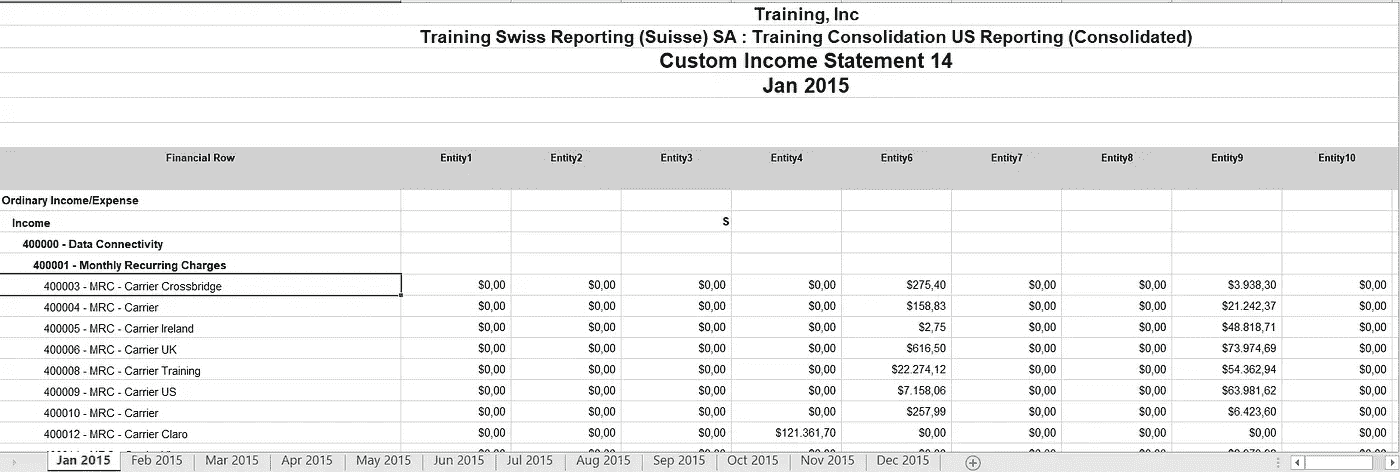 Training, Inc
Training Swiss Reporting (Suisse) SA : Training Consolidation US Reporting (Consolidated)
Custom Income Statement 14
Jan 2015
Financial Row Entity1 Entity2 Entity3 Entity4 Entity6 Entity7 Entity8 Entity9 Entity10
Ordinary Income/Expense
Income S
400000 - Data Connectivity
400001 - Monthly Recurring Charges
400003 - MRC - Carrier Crossbridge $0,00 $0,00 $0,00 $0,00 $275,40 $0,00 $0,00 $3.938,30 $0,00
400004 - MRC - Carrier $0,00 $0,00 $0,00 $0,00 $158,83 $0,00 $0,00 $21.242,37 $0,00
400005 - MRC - Carrier Ireland $0,00 $0,00 $0,00 $0,00 $2,75 $0,00 $0,00 $48.818,71 $0,00
400006 - MRC - Carrier UK $0,00 $0,00 $0,00 $0,00 $616,50 $0,00 $0,00 $73.974,69 $0,00
400008 - MRC - Carrier Training $0,00 $0,00 $0,00 $0,00 $22.274,12 $0,00 $0,00 $54.362,94 $0,00
400009 - MRC - Carrier US $0,00 $0,00 $0,00 $0,00 $7.158,06 $0,00 $0,00 $63.981,62 $0,00
400010 - MRC - Carrier $0,00 $0,00 $0,00 $0,00 $257,99 $0,00 $0,00 $6.423,60 $0,00
400012 - MRC - Carrier Claro $0,00 $0,00 $0,00 $121.361,70 $0,00 $0,00 $0,00 $0,00 $0,00
Jan 2015 Feb 2015 Mar 2015 Apr 2015 May 2015 Jun 2015 Jul 2015 Aug 2015 Sep 2015 Oct 2015 Nov 2015 Dec 2015